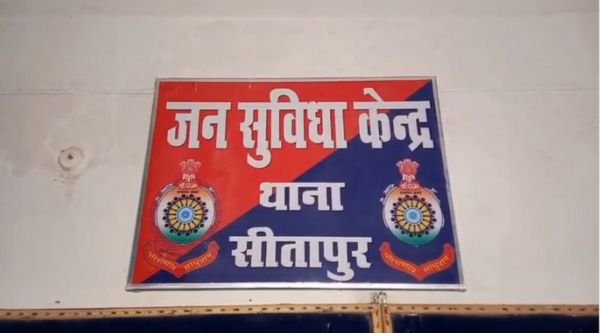 जन सुविधा केन्द्र
थाना
सीतापुर